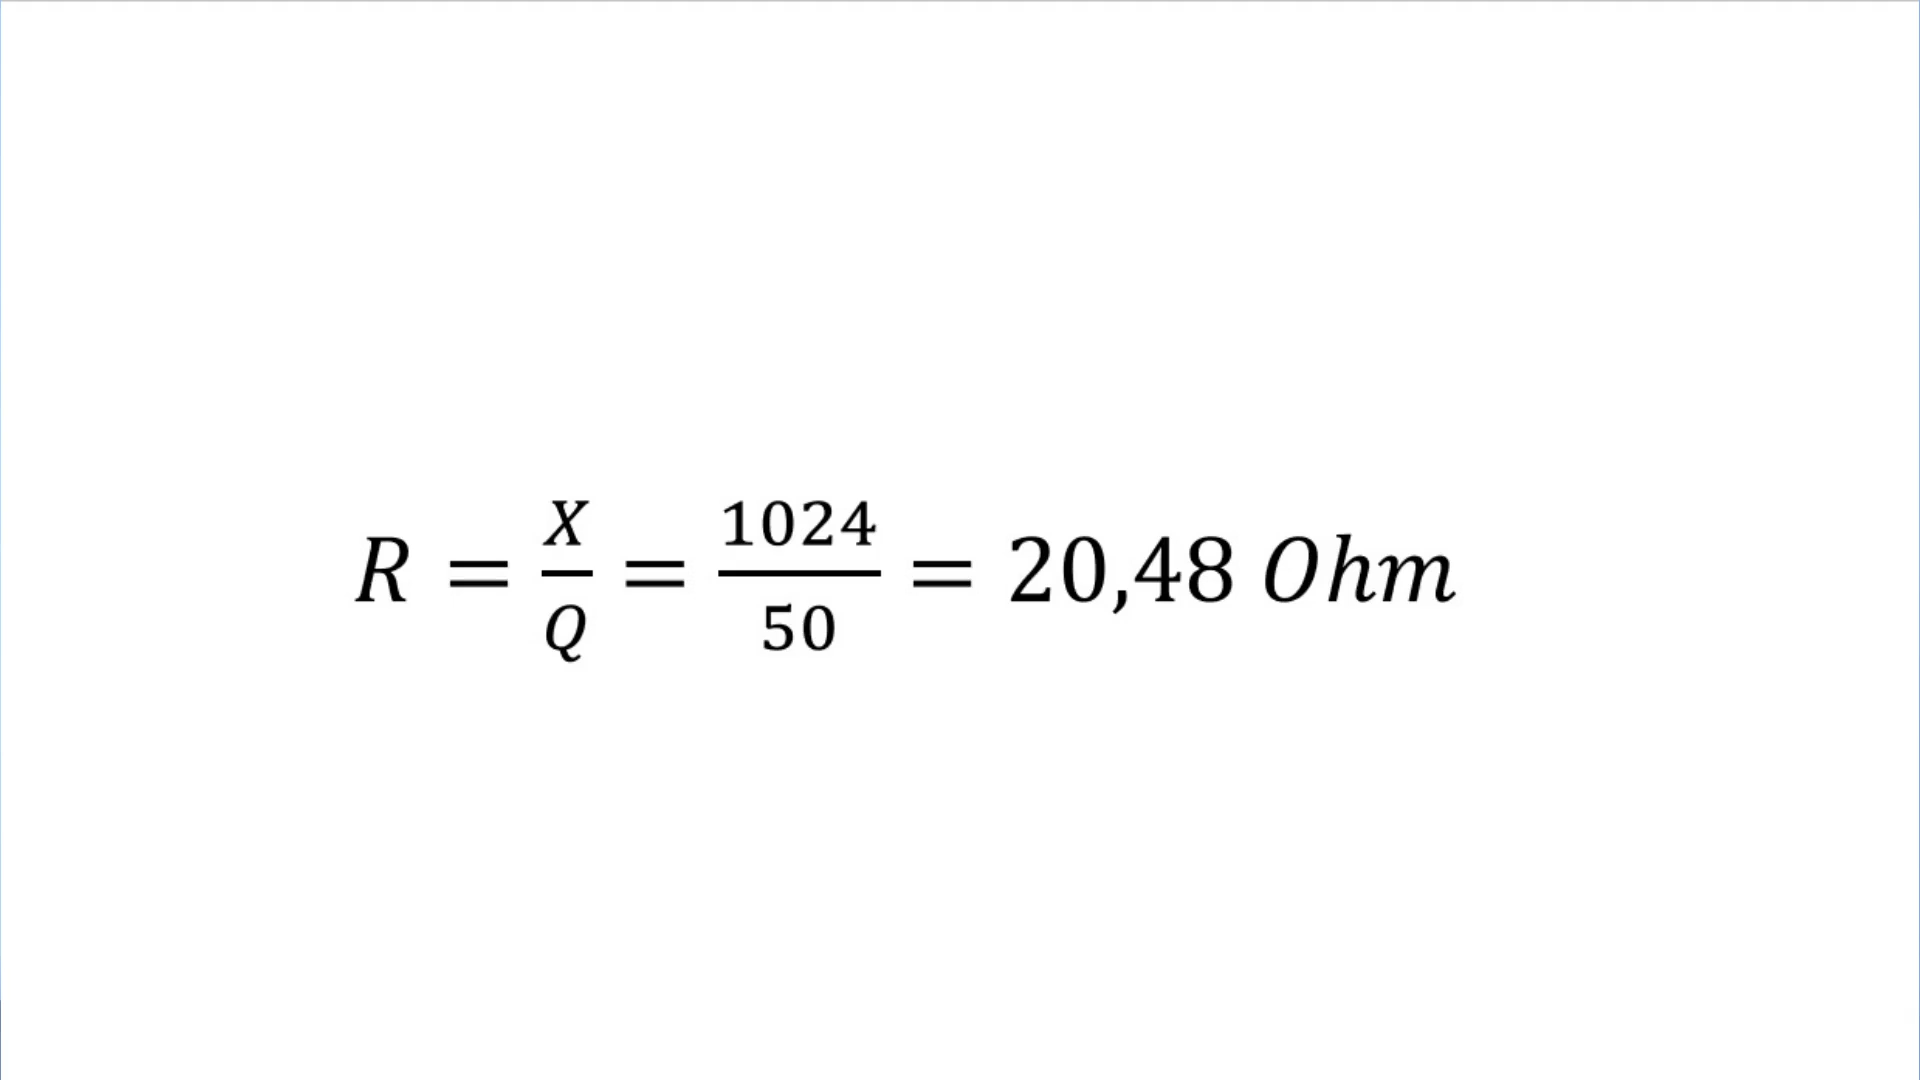 R = X/Q = 1024/50 = 20,48 Ohm